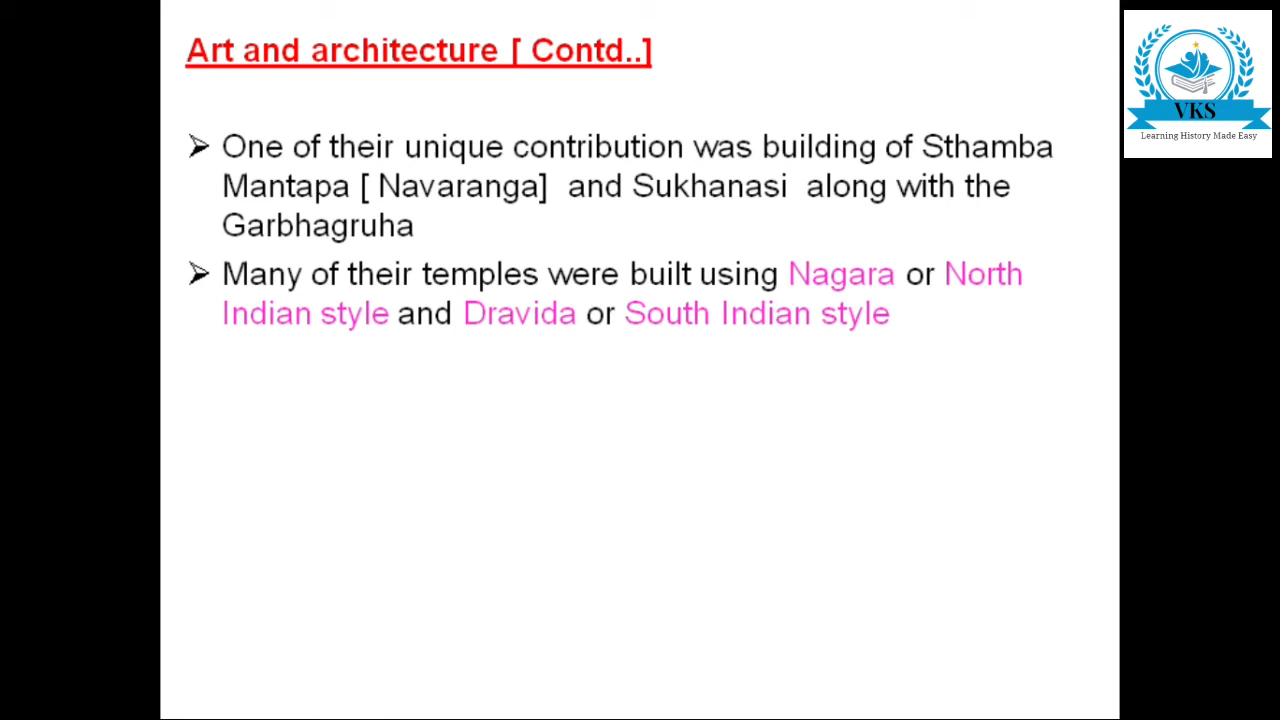 Art and architecture [ Contd..]
VKS
Learning History Made Easy
➢ One of their unique contribution was building of Sthamba
Mantapa [ Navaranga] and Sukhanasi along with the
Garbhagruha
➢ Many of their temples were built using Nagara or North
Indian style and Dravida or South Indian style